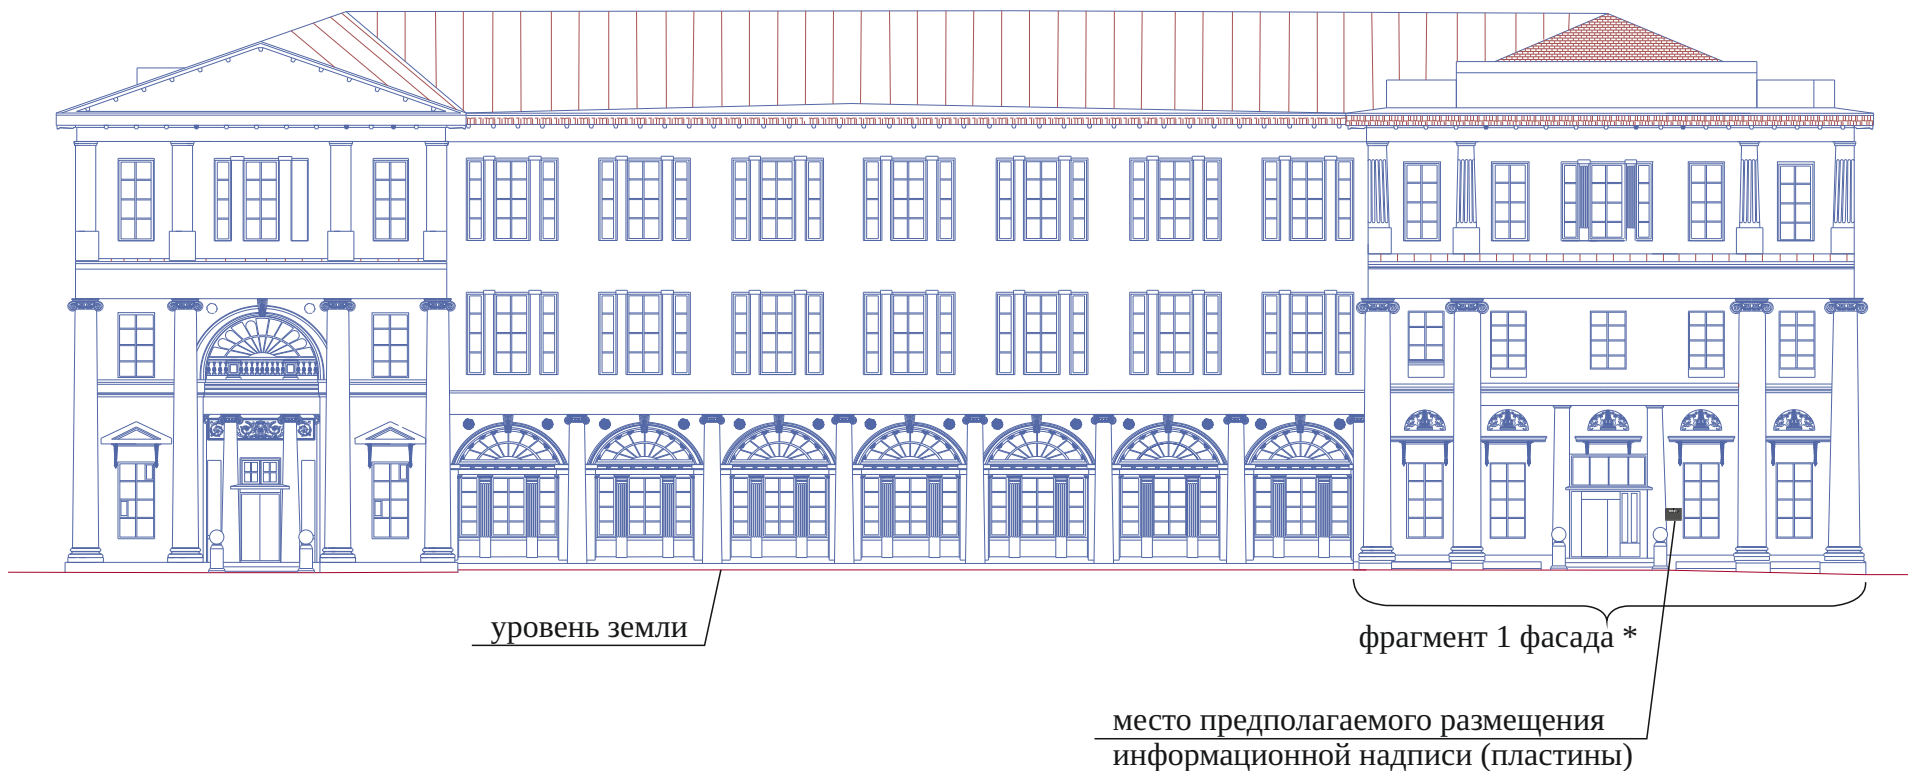 уровень земли
фрагмент 1 фасада *
место предполагаемого размещения
информационной надписи (пластины)